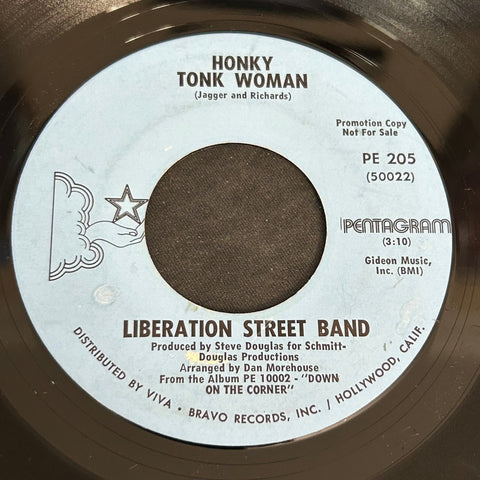 HONKY
TONK WOMAN
(Jagger and Richards)
Promotion Copy
Not For Sale
PE 205
(50022)
PENTAGRAM
(3:10)
Gideon Music,
Inc. (BMI)
LIBERATION STREET BAND
Produced by Steve Douglas for Schmitt-
Douglas Productions
Arranged by Dan Morehouse
From the Album PE 10002 - "DOWN
ON THE CORNER"
DISTRIBUTED BY VIVA • BRAVO RECORDS, INC. / HOLLYWOOD, CALIF.